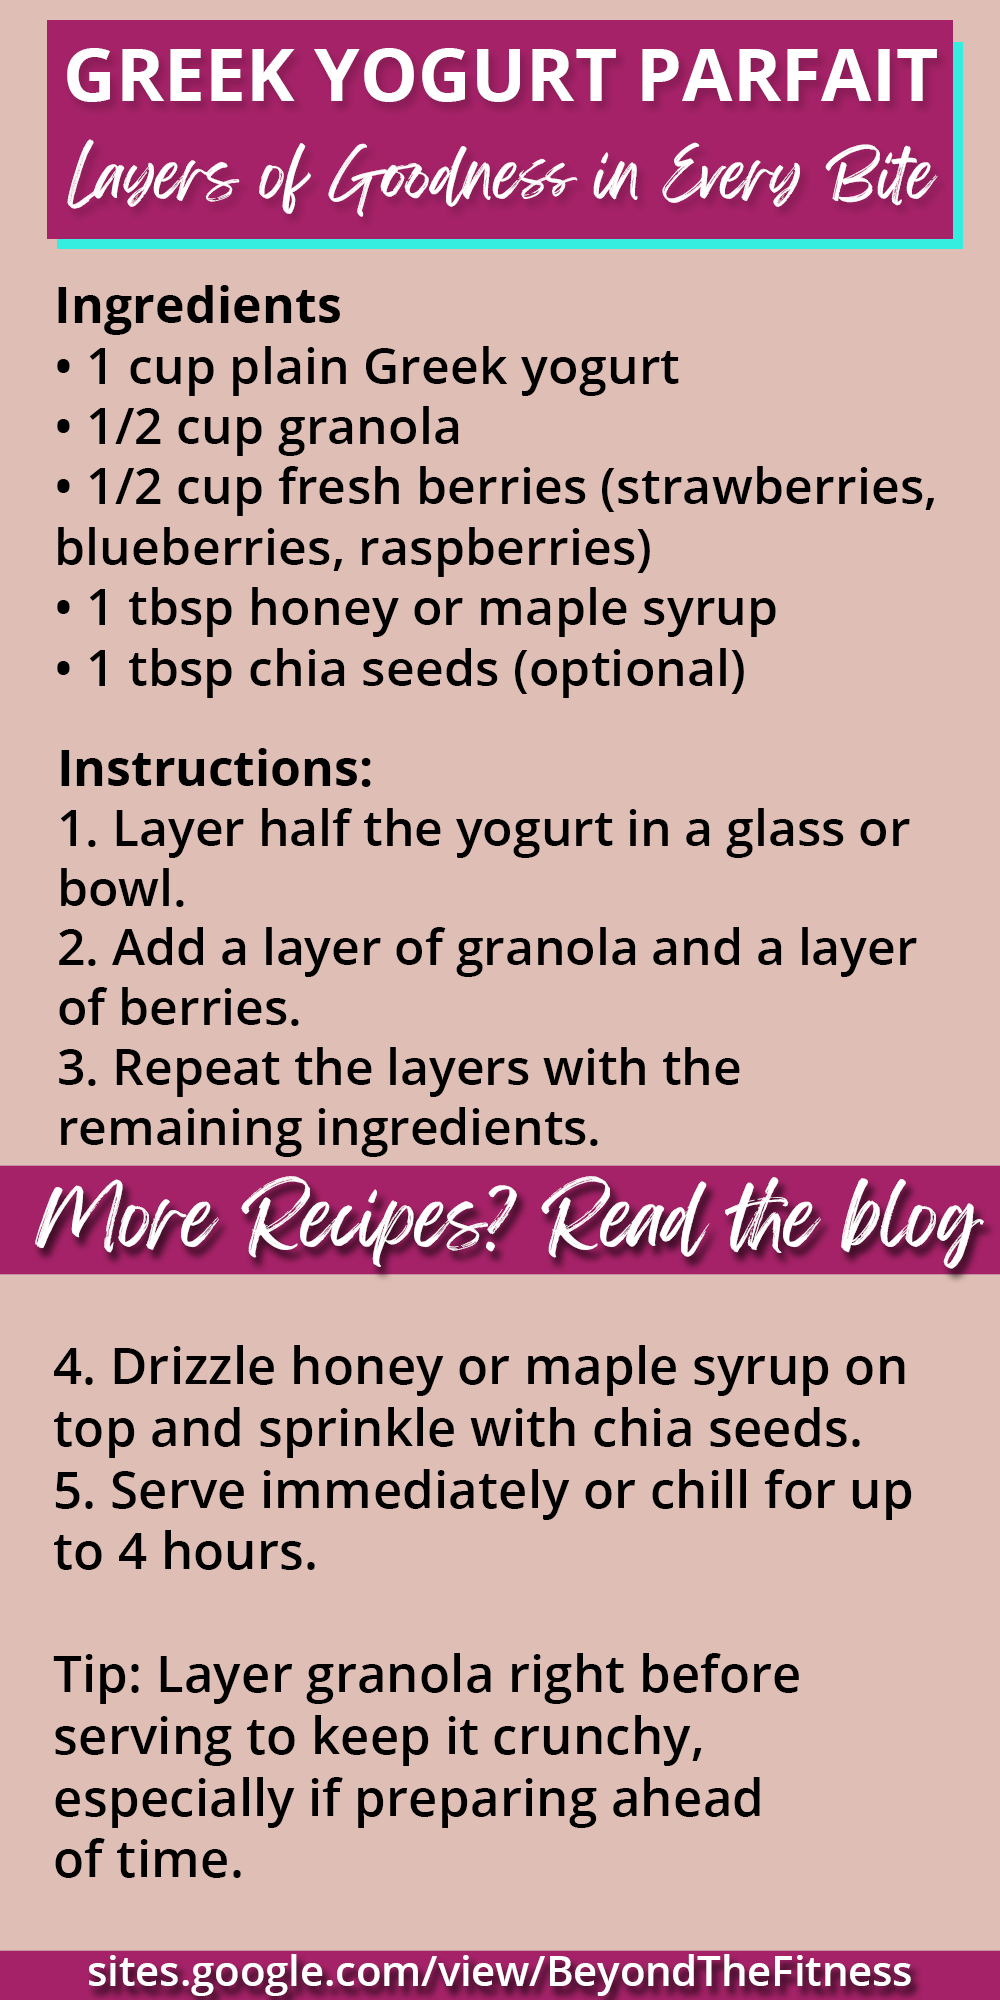 GREEK YOGURT PARFAIT
Layers of Goodness in Every Bite
Ingredients
• 1 cup plain Greek yogurt
• 1/2 cup granola
• 1/2 cup fresh berries (strawberries,
blueberries, raspberries)
• 1 tbsp honey or maple syrup
• 1 tbsp chia seeds (optional)
Instructions:
1. Layer half the yogurt in a glass or
bowl.
2. Add a layer of granola and a layer
of berries.
3. Repeat the layers with the
remaining ingredients.
More Recipes? Read the blog
4. Drizzle honey or maple syrup on
top and sprinkle with chia seeds.
5. Serve immediately or chill for up
to 4 hours.
Tip: Layer granola right before
serving to keep it crunchy,
especially if preparing ahead
of time.
sites.google.com/view/BeyondTheFitness